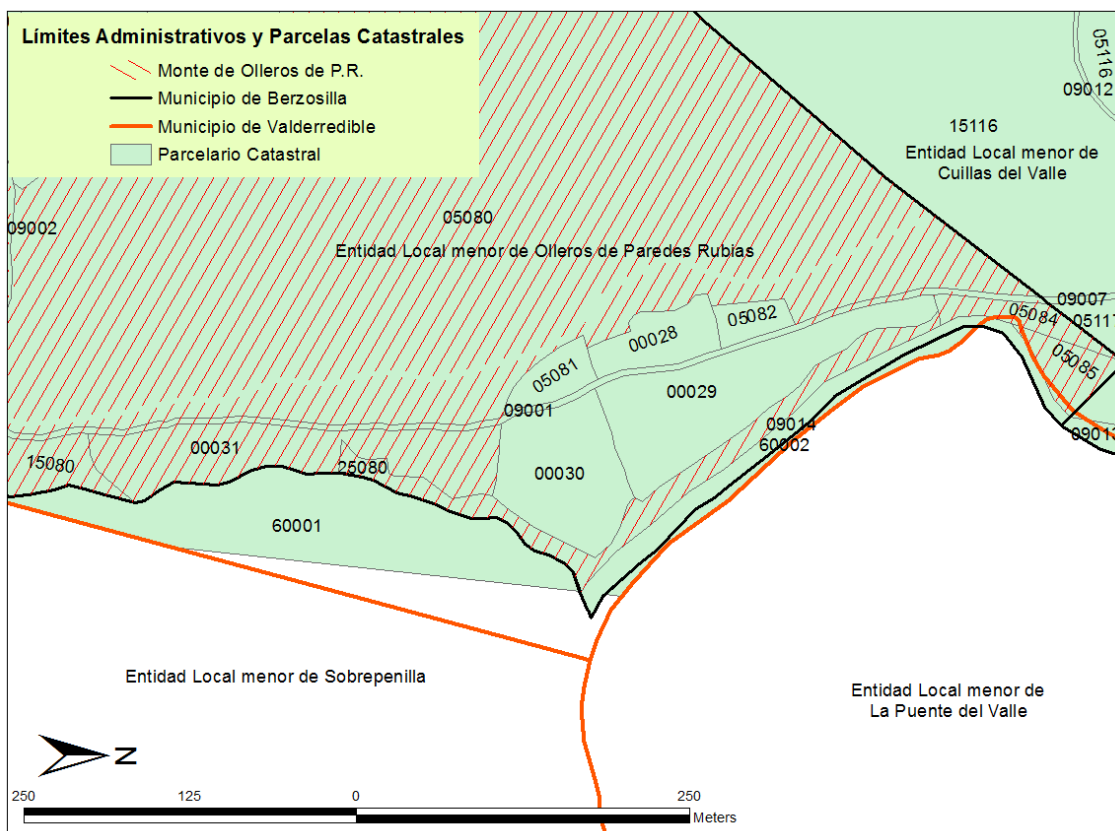 Límites Administrativos y Parcelas Catastrales
Monte de Olleros de P.R.
Municipio de Berzosilla
Municipio de Valderredible
Parcelario Catastral
05116
09012
15116
Entidad Local menor de
Cuillas del Valle
05080
09002
Entidad Local menor de Olleros de Paredes Rubias
09007
05084
05117
05082
00028
05085
05081
00029
09001
09014
60002
00031
15080
25080
00030
60001
Entidad Local menor de Sobrepenilla
Entidad Local menor de
La Puente del Valle
N
250
125
0
250
Meters